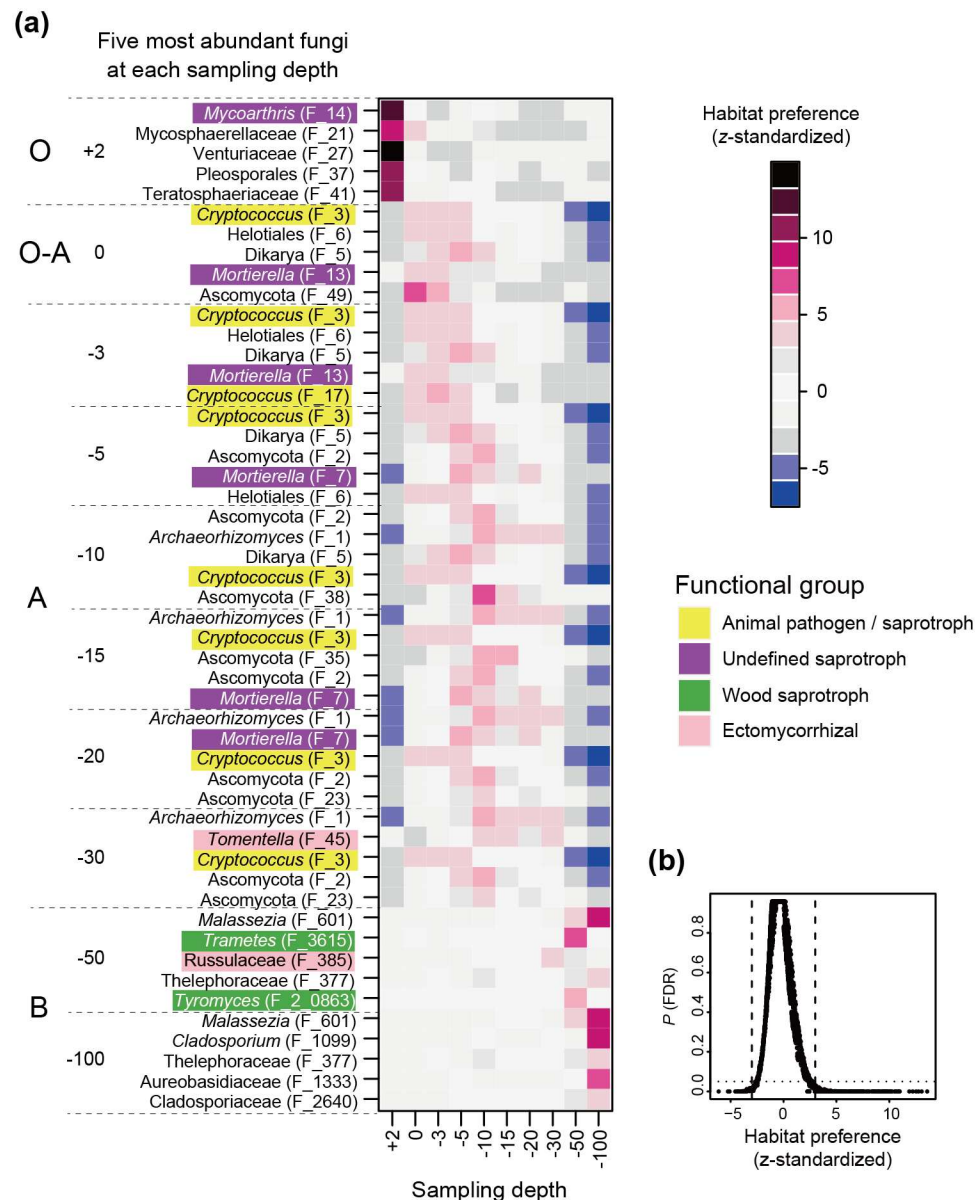 (a)
Five most abundant fungi
at each sampling depth
O
+2
Mycoarthris (F_14)
Mycosphaerellaceae (F_21)
Venturiaceae (F_27)
Pleosporales (F_37)
Teratosphaeriaceae (F_41)
O-A
0
Cryptococcus (F_3)
Helotiales (F_6)
Dikarya (F_5)
Mortierella (F_13)
Ascomycota (F_49)
A
-3
Cryptococcus (F_3)
Helotiales (F_6)
Dikarya (F_5)
Mortierella (F_13)
Cryptococcus (F_17)
-5
Cryptococcus (F_3)
Dikarya (F_5)
Ascomycota (F_2)
Mortierella (F_7)
Helotiales (F_6)
-10
Ascomycota (F_2)
Archaeorhizomyces (F_1)
Dikarya (F_5)
Cryptococcus (F_3)
Ascomycota (F_38)
-15
Archaeorhizomyces (F_1)
Cryptococcus (F_3)
Ascomycota (F_35)
Ascomycota (F_2)
Mortierella (F_7)
-20
Archaeorhizomyces (F_1)
Mortierella (F_7)
Cryptococcus (F_3)
Ascomycota (F_2)
Ascomycota (F_23)
-30
Archaeorhizomyces (F_1)
Tomentella (F_45)
Cryptococcus (F_3)
Ascomycota (F_2)
Ascomycota (F_23)
B
-50
Malassezia (F_601)
Trametes (F_3615)
Russulaceae (F_385)
Thelephoraceae (F_377)
Tyromyces (F_2_0863)
-100
Malassezia (F_601)
Cladosporium (F_1099)
Thelephoraceae (F_377)
Aureobasidiaceae (F_1333)
Cladosporiaceae (F_2640)
+2 0 -3 -5 -10 -15 -20 -30 -50 -100
Sampling depth
Habitat preference
(z-standardized)
10
5
0
-5
Functional group
Animal pathogen / saprotroph
Undefined saprotroph
Wood saprotroph
Ectomycorrhizal
(b)
P (FDR)
0.8
0.6
0.4
0.2
0.0
−5 0 5 10
Habitat preference
(z-standardized)